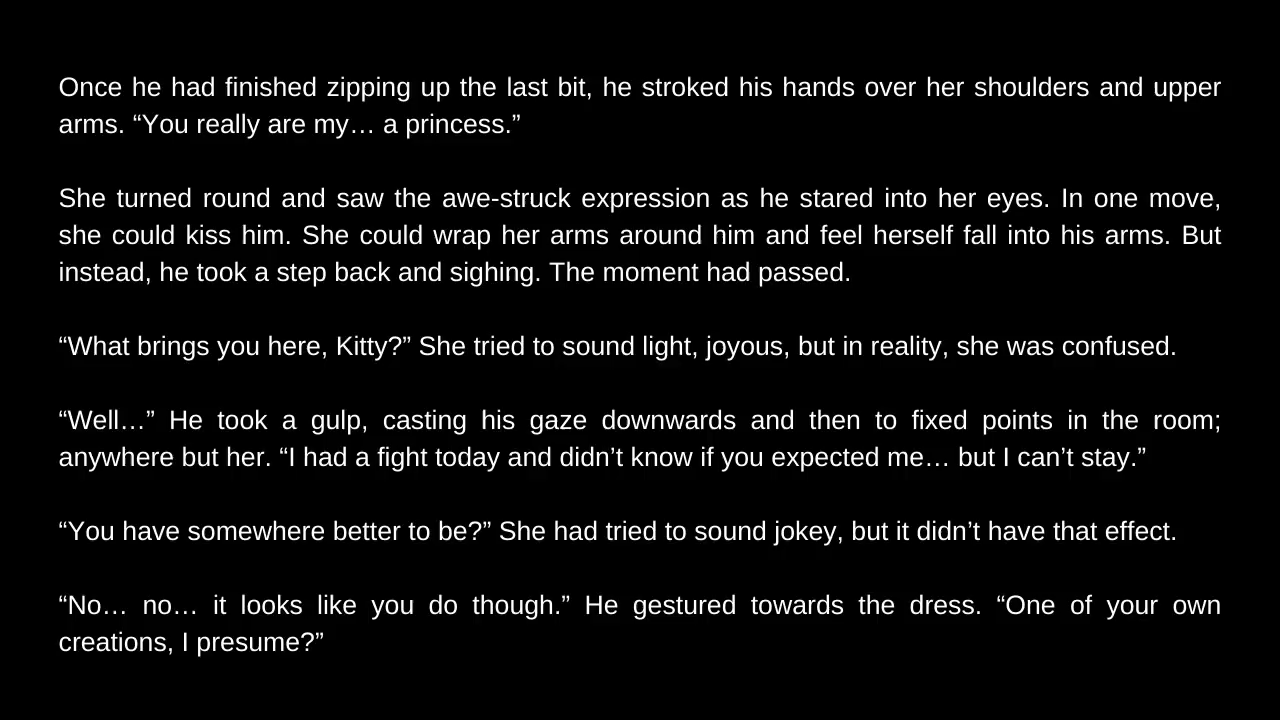 Once he had finished zipping up the last bit, he stroked his hands over her shoulders and upper
arms. “You really are my… a princess.”
She turned round and saw the awe-struck expression as he stared into her eyes. In one move,
she could kiss him. She could wrap her arms around him and feel herself fall into his arms. But
instead, he took a step back and sighing. The moment had passed.
“What brings you here, Kitty?” She tried to sound light, joyous, but in reality, she was confused.
“Well…” He took a gulp, casting his gaze downwards and then to fixed points in the room;
anywhere but her. “I had a fight today and didn’t know if you expected me… but I can’t stay.”
“You have somewhere better to be?” She had tried to sound jokey, but it didn’t have that effect.
“No… no… it looks like you do though.” He gestured towards the dress. “One of your own
creations, I presume?”